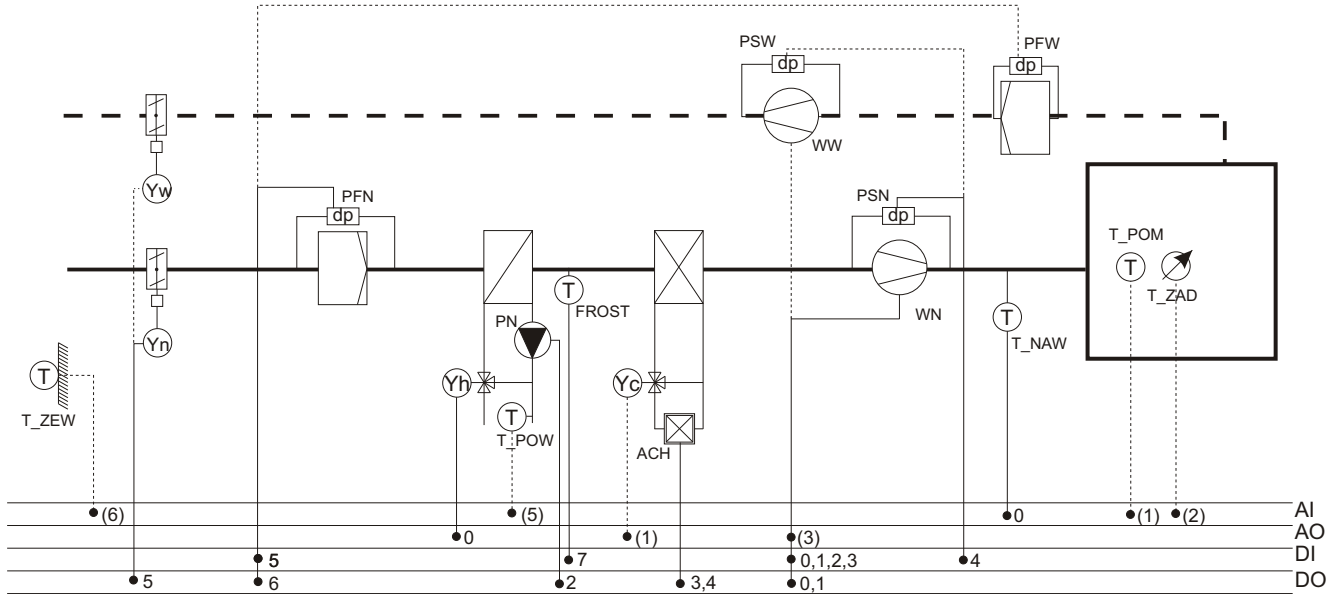 PSW
PFW
dp
dp
WW
Yw
PFN
PSN
dp
dp
T_POM
T
T_ZAD
T
FROST
PN
WN
T
T_NAW
Yn
T
T_ZEW
Yh
Yc
T
T_POW
ACH
(6)
(5)
0
(1)
(2)
AI
0
(1)
(3)
AO
5
7
0,1,2,3
4
DI
5
6
2
3,4
0,1
DO